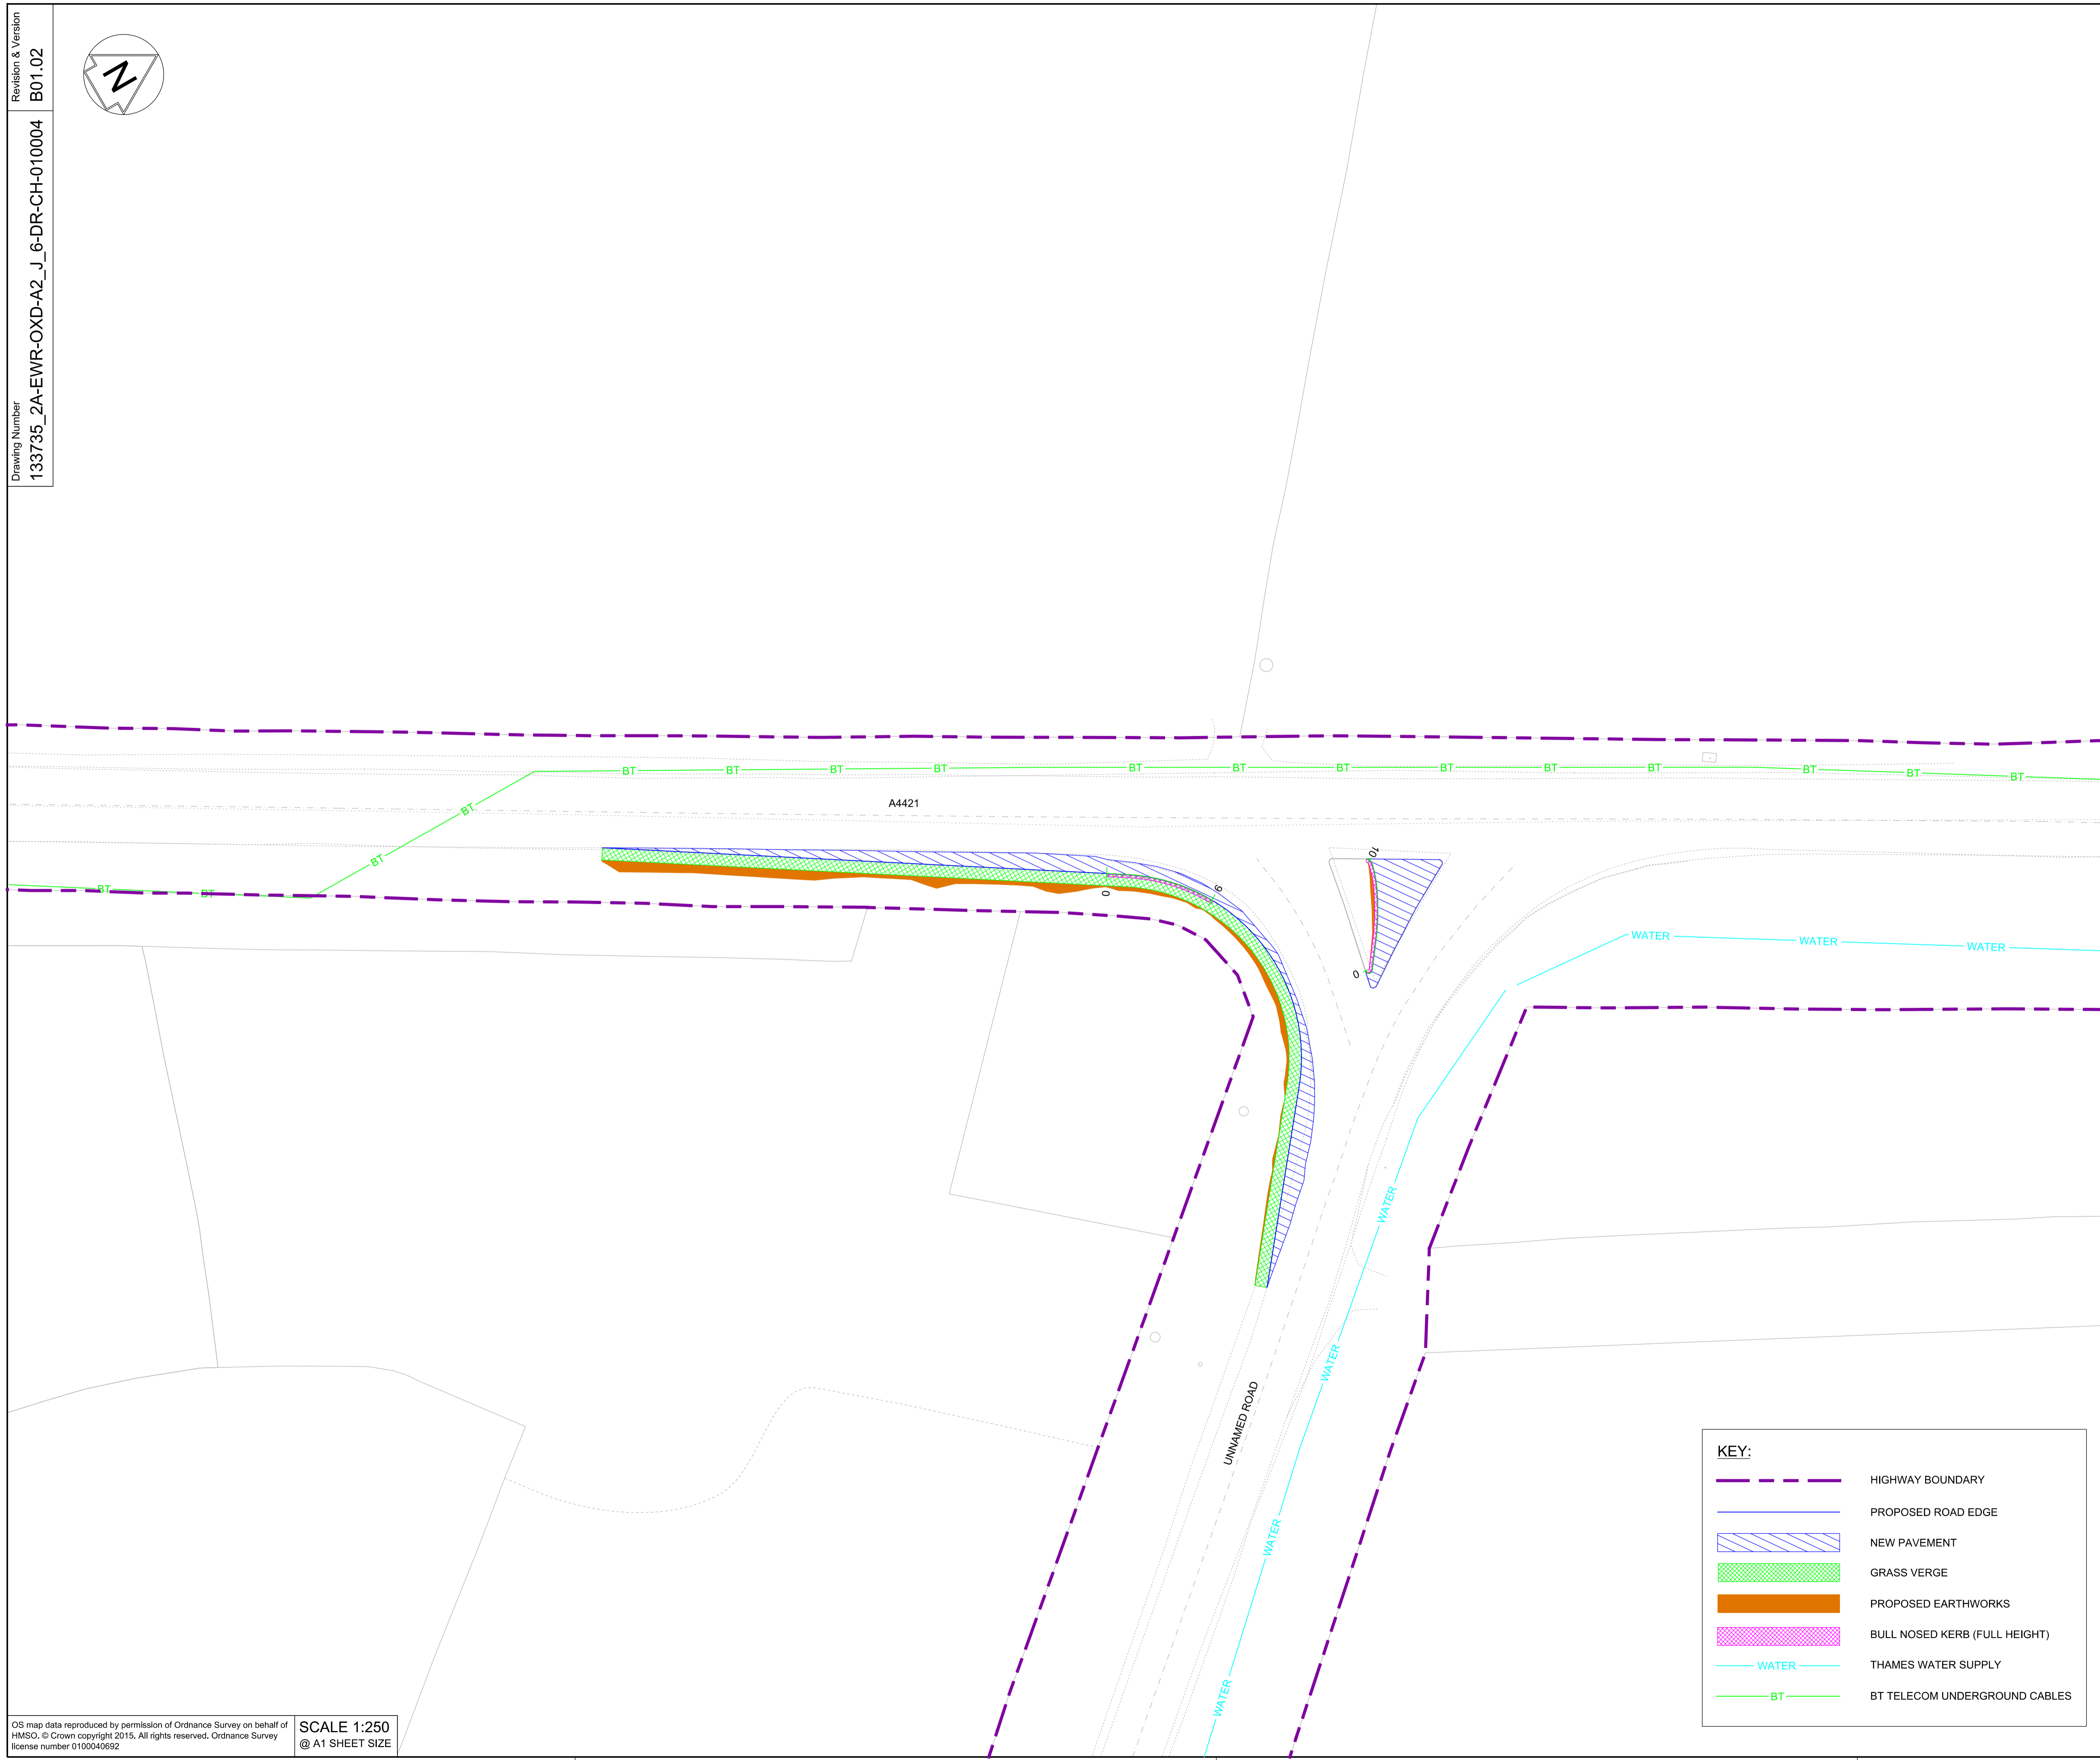 Revision & Version
B01.02
Drawing Number
133735_2A-EWR-OXD-A2_J_6-DR-CH-010004
N
BT BT BT BT BT BT BT BT BT BT BT BT BT
A4421
BT
BT
BT BT
0
9
10
0
WATER WATER WATER
WATER
WATER
WATER
WATER
UNNAMED ROAD
KEY:
HIGHWAY BOUNDARY
PROPOSED ROAD EDGE
NEW PAVEMENT
GRASS VERGE
PROPOSED EARTHWORKS
BULL NOSED KERB (FULL HEIGHT)
WATER THAMES WATER SUPPLY
BT BT TELECOM UNDERGROUND CABLES
OS map data reproduced by permission of Ordnance Survey on behalf of
HMSO. © Crown copyright 2015. All rights reserved. Ordnance Survey
license number 0100040692
SCALE 1:250
@ A1 SHEET SIZE